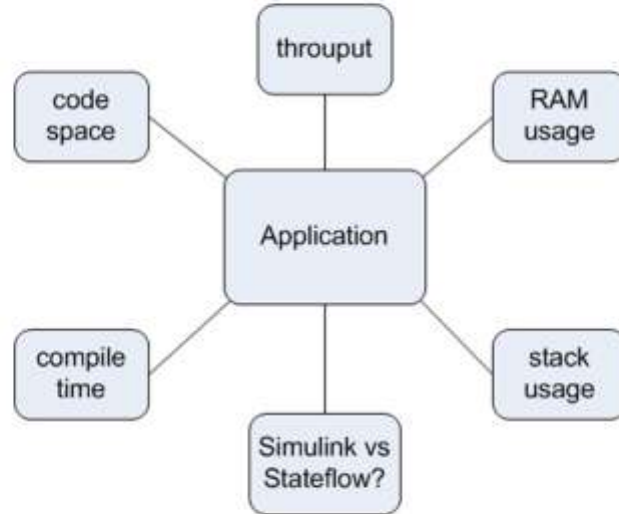 throuput
code
space
RAM
usage
Application
compile
time
stack
usage
Simulink vs
Stateflow?